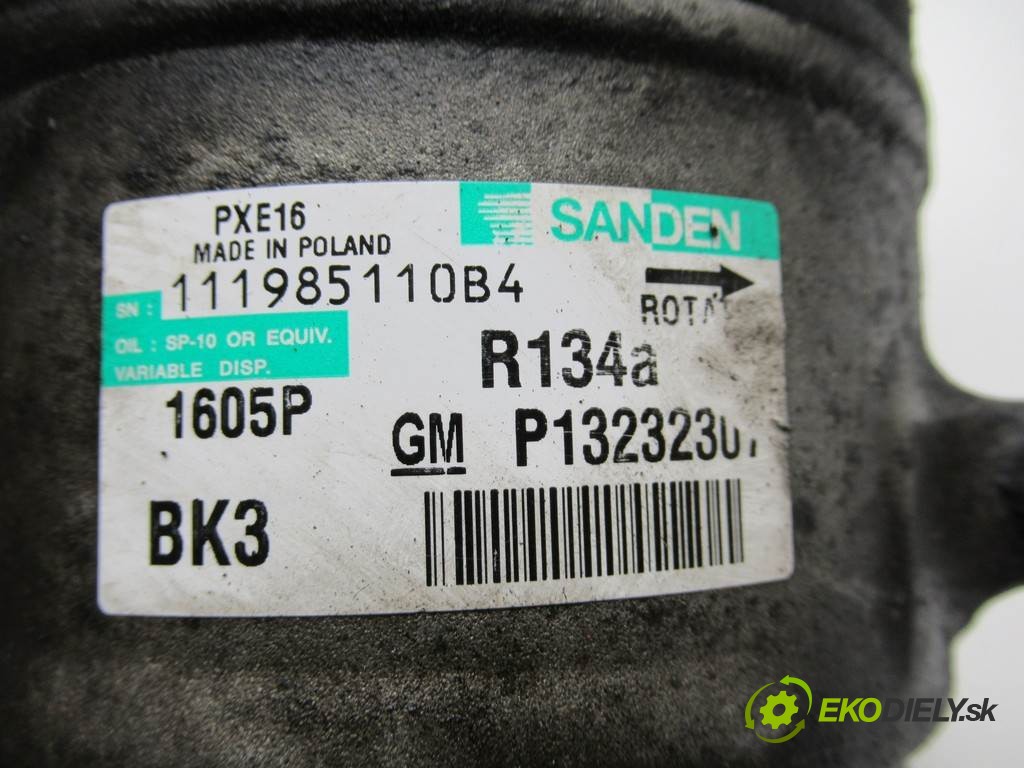 PXE16
SANDEN
MADE IN POLAND
SN : 111985110B4
OIL : SP-10 OR EQUIV.
VARIABLE DISP.
R134a
1605P
GM
BK3
EKODIELY.sk